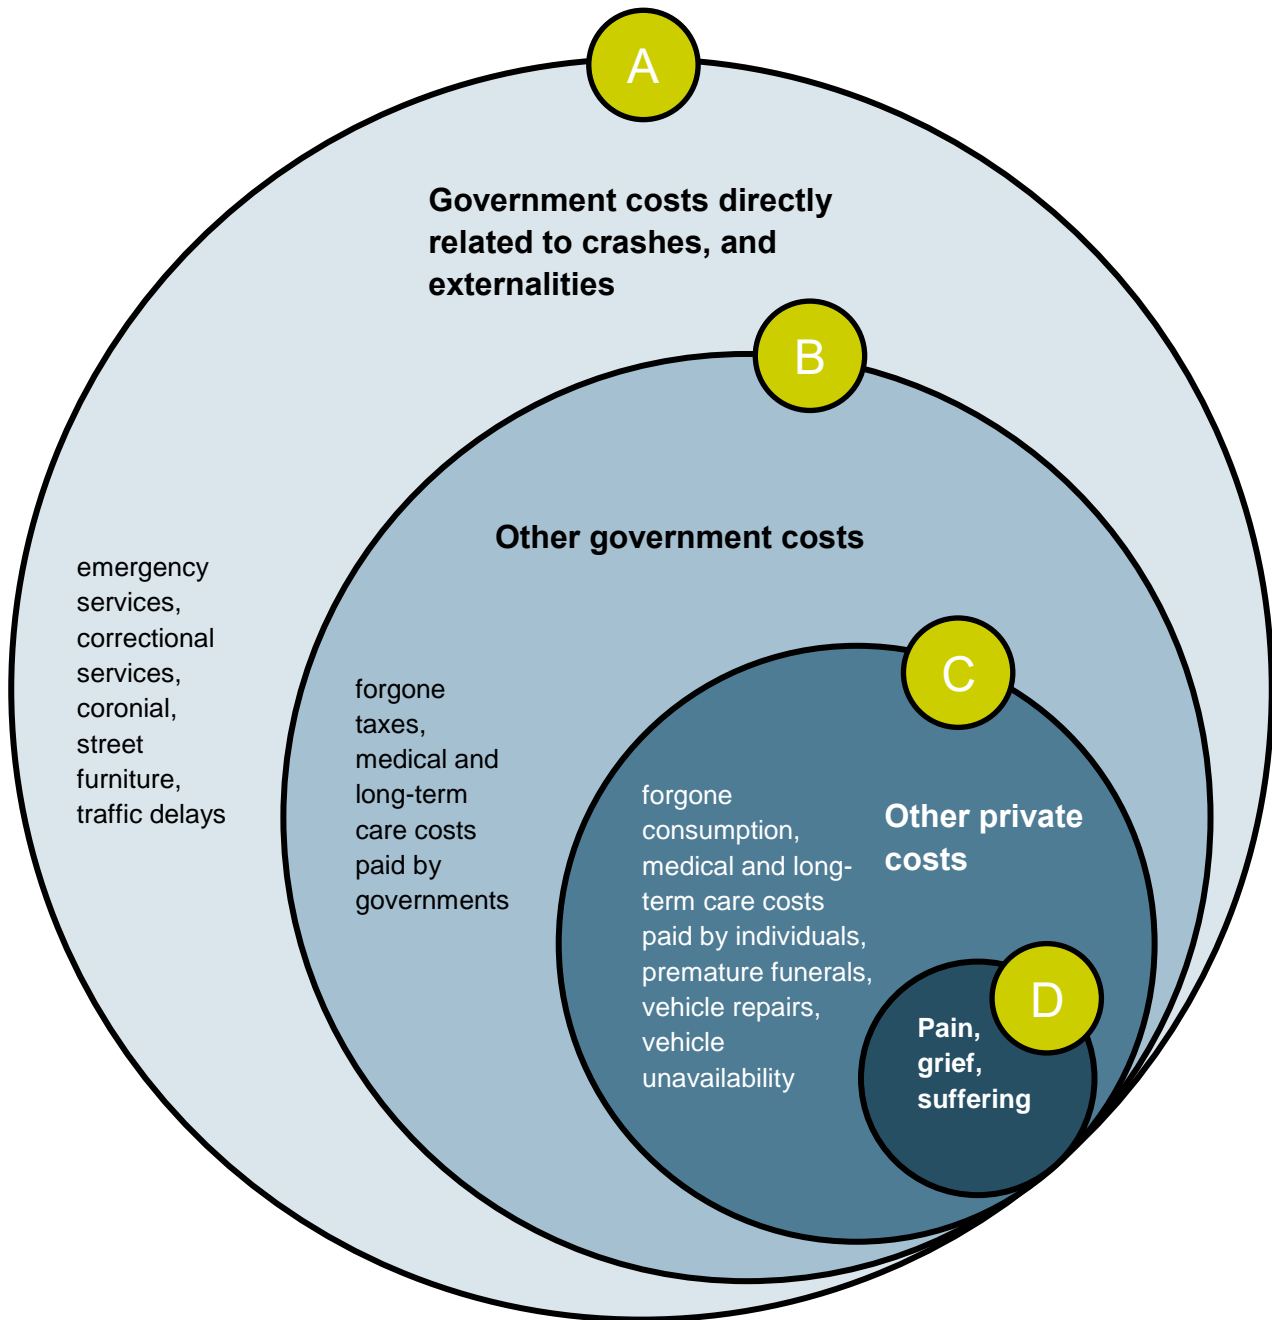 A
Government costs directly
related to crashes, and
externalities
B
Other government costs
emergency
services,
correctional
services,
coronial,
street
furniture,
traffic delays
C
forgone
taxes,
medical and
long-term
care costs
paid by
governments
Other private
costs
forgone
consumption,
medical and long-
term care costs
paid by individuals,
premature funerals,
vehicle repairs,
vehicle
unavailability
D
Pain,
grief,
suffering